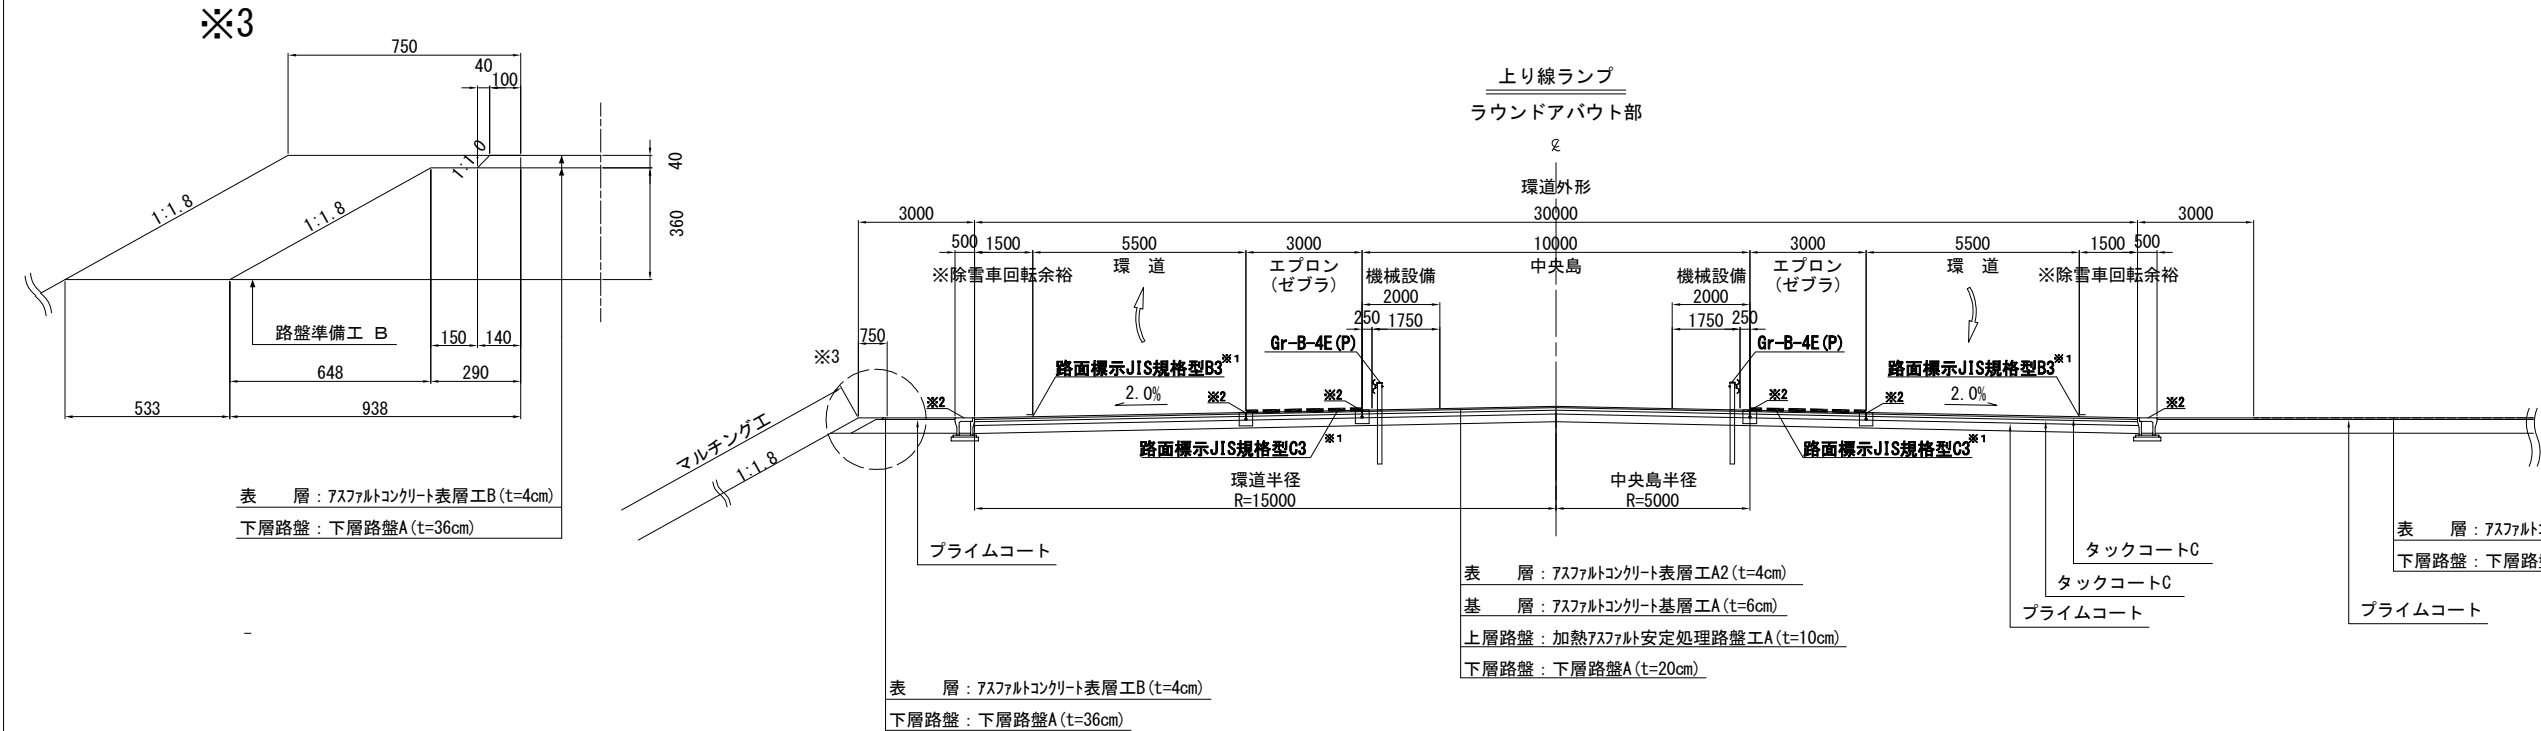 ※3
750
40
100
1:1.0
40
360
1:1.8
1:1.8
路盤準備工 B
150
140
648
290
533
938
表　　層：アスファルトコンクリート表層工B(t=4cm)
下層路盤：下層路盤A(t=36cm)
上り線ランプ
ラウンドアバウト部
℄
環道外形
3000
30000
3000
500
1500
5500
3000
10000
3000
5500
1500
500
※除雪車回転余裕
環　道
エプロン
(ゼブラ)
中央島
エプロン
(ゼブラ)
環　道
※除雪車回転余裕
機械設備
2000
250
1750
機械設備
2000
1750
250
※3
750
Gr-B-4E(P)
Gr-B-4E(P)
路面標示JIS規格型B3※1
路面標示JIS規格型B3※1
2.0%
2.0%
※2
※2
※2
※2
※2
※2
マルチング工
1:1.8
路面標示JIS規格型C3※1
路面標示JIS規格型C3※1
環道半径
R=15000
中央島半径
R=5000
プライムコート
表　　層：アスファルトコンクリート表層工A2(t=4cm)
基　　層：アスファルトコンクリート基層工A(t=6cm)
上層路盤：加熱アスファルト安定処理路盤工A(t=10cm)
下層路盤：下層路盤A(t=20cm)
タックコートC
タックコートC
プライムコート
プライムコート
表　　層：アスファルトコ
下層路盤：下層路
表　　層：アスファルトコンクリート表層工B(t=4cm)
下層路盤：下層路盤A(t=36cm)